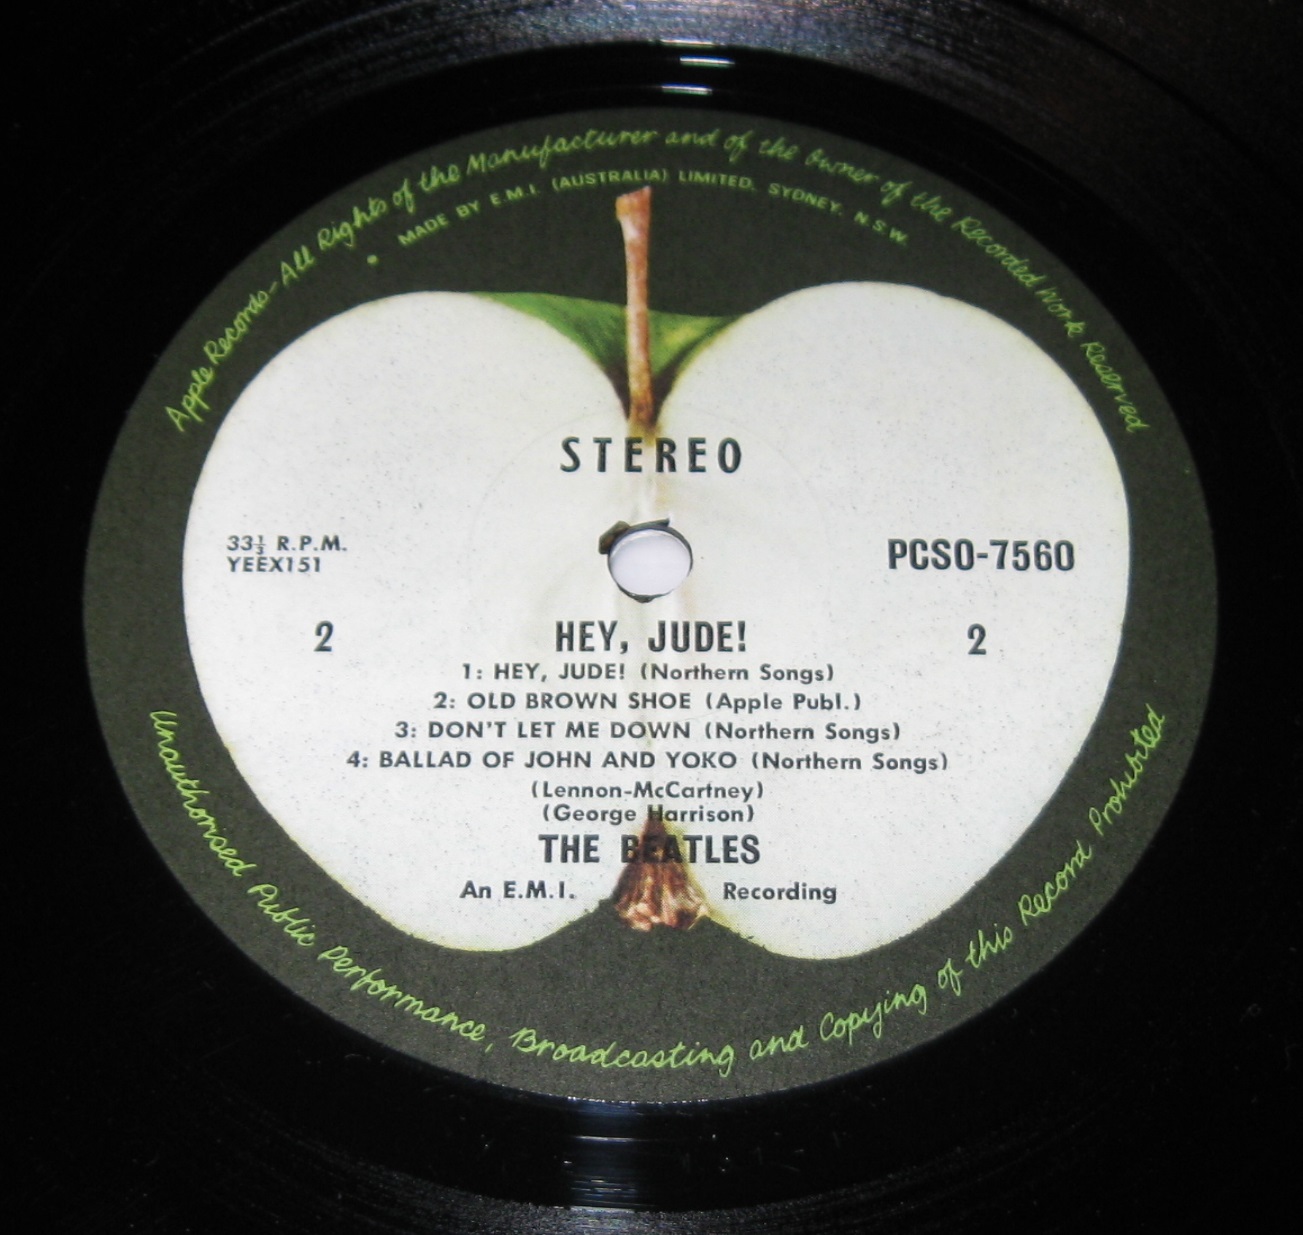 Apple Records-All Rights of the Manufacturer and of the Owner of the Recorded Work Reserved
MADE BY E.M.I. (AUSTRALIA) LIMITED. SYDNEY. N.S.W.
STEREO
33⅓ R.P.M.
YEEX151
PCSO-7560
2
HEY, JUDE!
2
1: HEY, JUDE! (Northern Songs)
2: OLD BROWN SHOE (Apple Publ.)
3: DON'T LET ME DOWN (Northern Songs)
4: BALLAD OF JOHN AND YOKO (Northern Songs)
(Lennon-McCartney)
(George Harrison)
THE BEATLES
An E.M.I. Recording
Unauthorised Public Performance, Broadcasting and Copying of this Record Prohibited